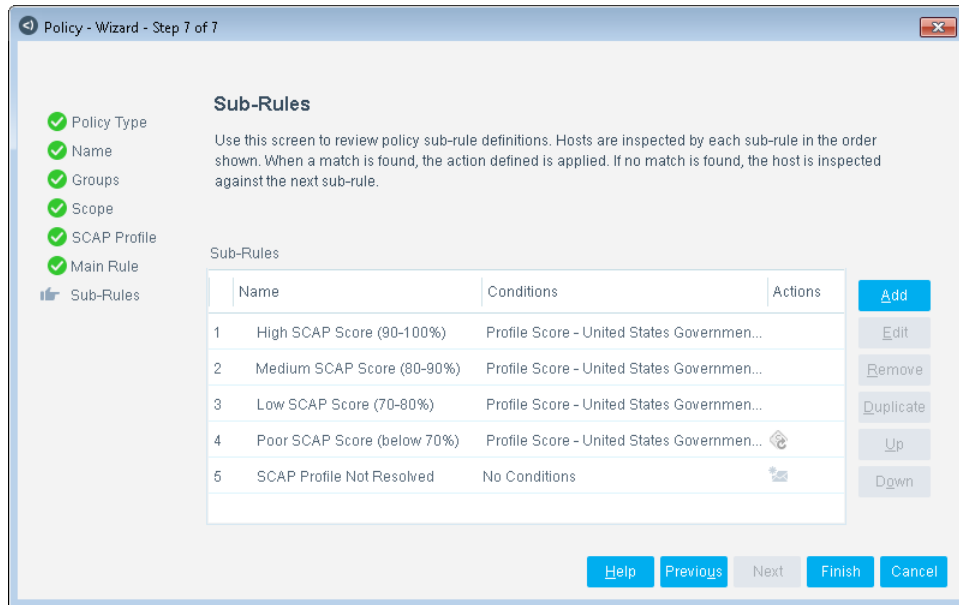 Policy - Wizard - Step 7 of 7
Policy Type
Name
Groups
Scope
SCAP Profile
Main Rule
Sub-Rules
Sub-Rules
Use this screen to review policy sub-rule definitions. Hosts are inspected by each sub-rule in the order
shown. When a match is found, the action defined is applied. If no match is found, the host is inspected
against the next sub-rule.
Sub-Rules
Name Conditions Actions
1 High SCAP Score (90-100%) Profile Score - United States Governmen...
2 Medium SCAP Score (80-90%) Profile Score - United States Governmen...
3 Low SCAP Score (70-80%) Profile Score - United States Governmen...
4 Poor SCAP Score (below 70%) Profile Score - United States Governmen...
5 SCAP Profile Not Resolved No Conditions
Add
Edit
Remove
Duplicate
Up
Down
Help Previous Next Finish Cancel